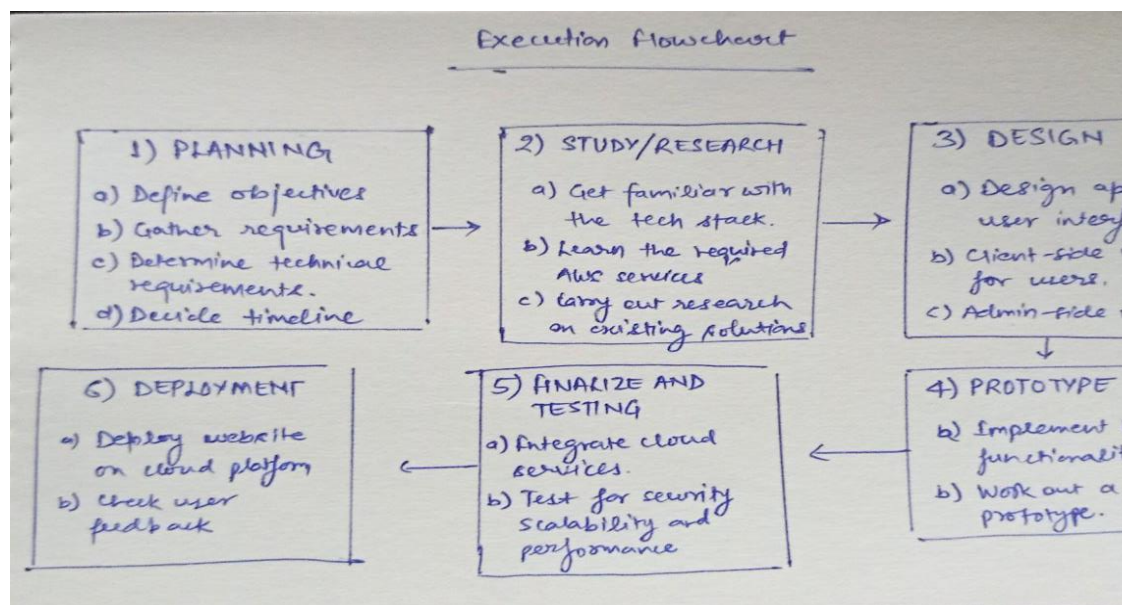 Execution flowchart
1) PLANNING
a) Define objectives
b) Gather requirements
c) Determine technical
requirements.
d) Decide timeline
2) STUDY/RESEARCH
a) Get familiar with
the tech stack.
b) Learn the required
AWS services
c) Carry out research
on existing solutions
3) DESIGN
a) Design
user
b) Client-side
for users.
c) Admin-side
4) PROTOTYPE
a) Implement
b) Work out a
prototype.
5) FINALIZE AND
TESTING
a) Integrate cloud
services.
b) Test for security
scalability and
performance
6) DEPLOYMENT
a) Deploy website
on cloud platform
b) Check user
feedback